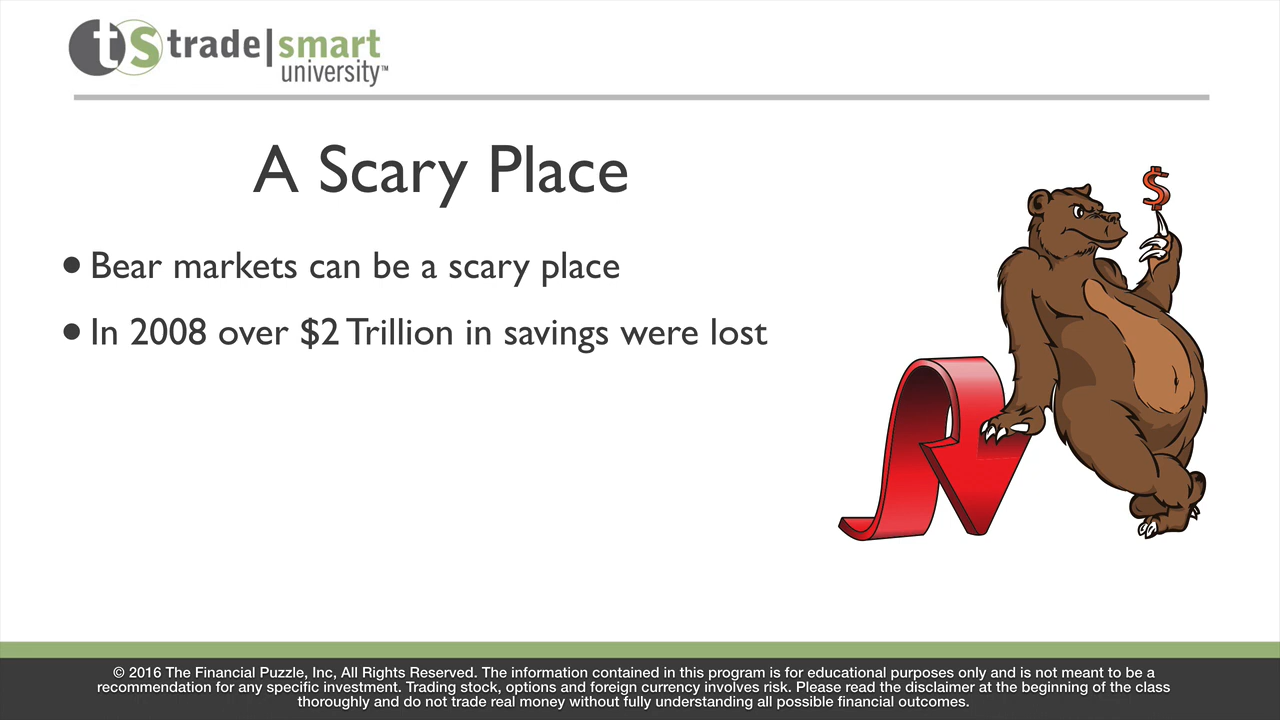 ts trade|smart
university™
A Scary Place
• Bear markets can be a scary place
• In 2008 over $2 Trillion in savings were lost
$
© 2016 The Financial Puzzle, Inc, All Rights Reserved. The information contained in this program is for educational purposes only and is not meant to be a
recommendation for any specific investment. Trading stock, options and foreign currency involves risk. Please read the disclaimer at the beginning of the class
thoroughly and do not trade real money without fully understanding all possible financial outcomes.